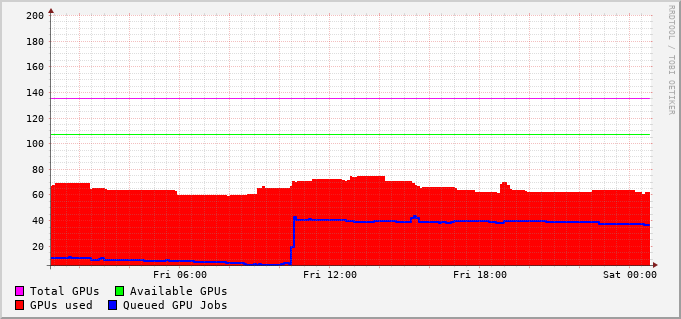 200
180
160
140
120
100
80
60
40
20
Fri 06:00 Fri 12:00 Fri 18:00 Sat 00:00
Total GPUs Available GPUs
GPUs used Queued GPU Jobs
RRDTOOL / TOBI OETIKER